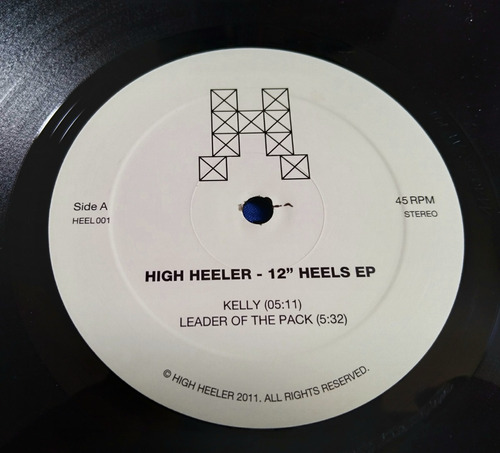 Side A
HEEL 001
45 RPM
STEREO
HIGH HEELER - 12” HEELS EP
KELLY (05:11)
LEADER OF THE PACK (5:32)
© HIGH HEELER 2011. ALL RIGHTS RESERVED.